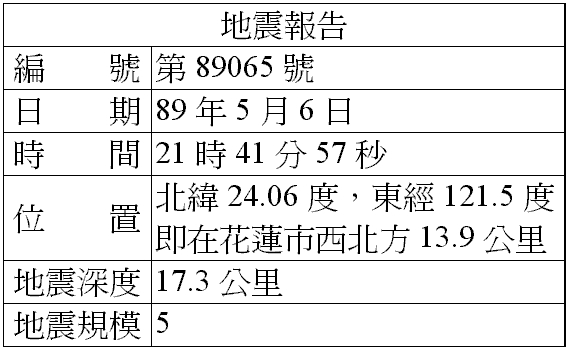 地震報告
編 號 第 89065 號
日 期 89 年 5 月 6 日
時 間 21 時 41 分 57 秒
位 置 北緯 24.06 度，東經 121.5 度
即在花蓮市西北方 13.9 公里
地震深度 17.3 公里
地震規模 5